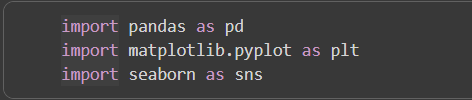 import pandas as pd
import matplotlib.pyplot as plt
import seaborn as sns